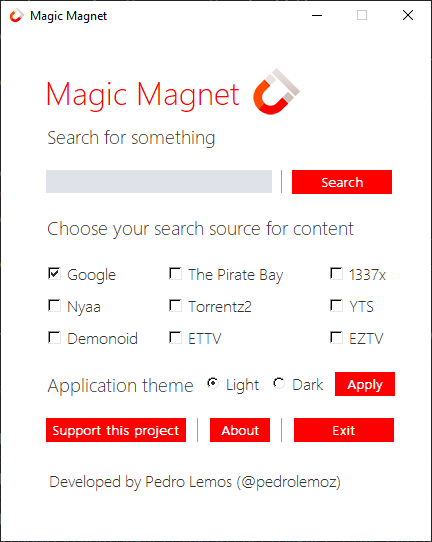 Magic Magnet
Magic Magnet
Search for something
Search
Choose your search source for content
Google The Pirate Bay 1337x
Nyaa Torrentz2 YTS
Demonoid ETTV EZTV
Application theme Light Dark Apply
Support this project About Exit
Developed by Pedro Lemos (@pedrolemoz)